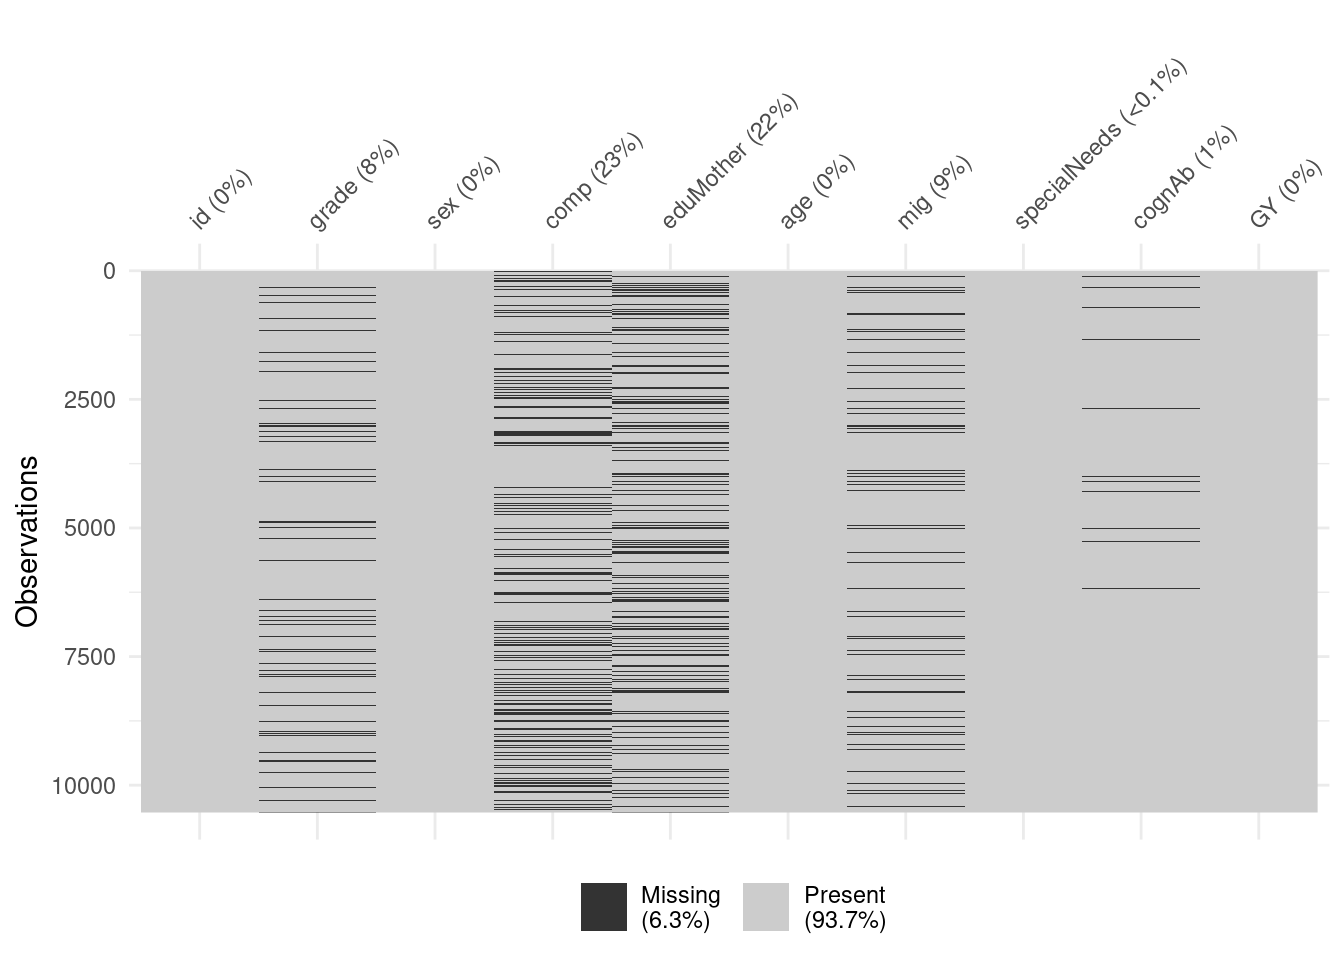 id (0%)
grade (8%)
sex (0%)
comp (23%)
eduMother (22%)
age (0%)
mig (9%)
specialNeeds (<0.1%)
cognAb (1%)
GY (0%)
0
2500
5000
7500
10000
Observations
Missing
(6.3%)
Present
(93.7%)